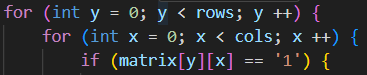 for (int y = 0; y < rows; y ++) {
    for (int x = 0; x < cols; x ++) {
        if (matrix[y][x] == '1') {